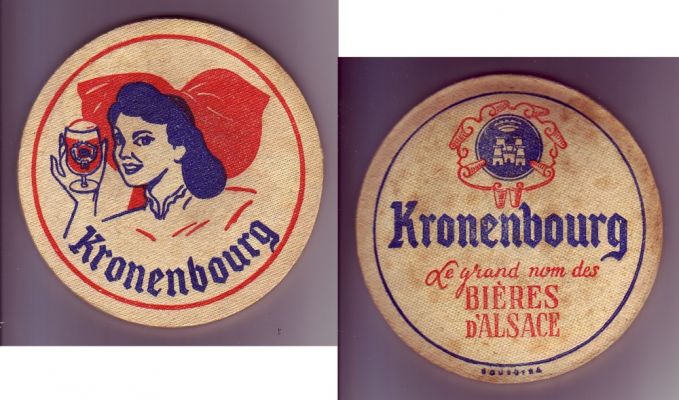 Kronenbourg
Kronenbourg
Le grand nom des
BIÈRES
D'ALSACE